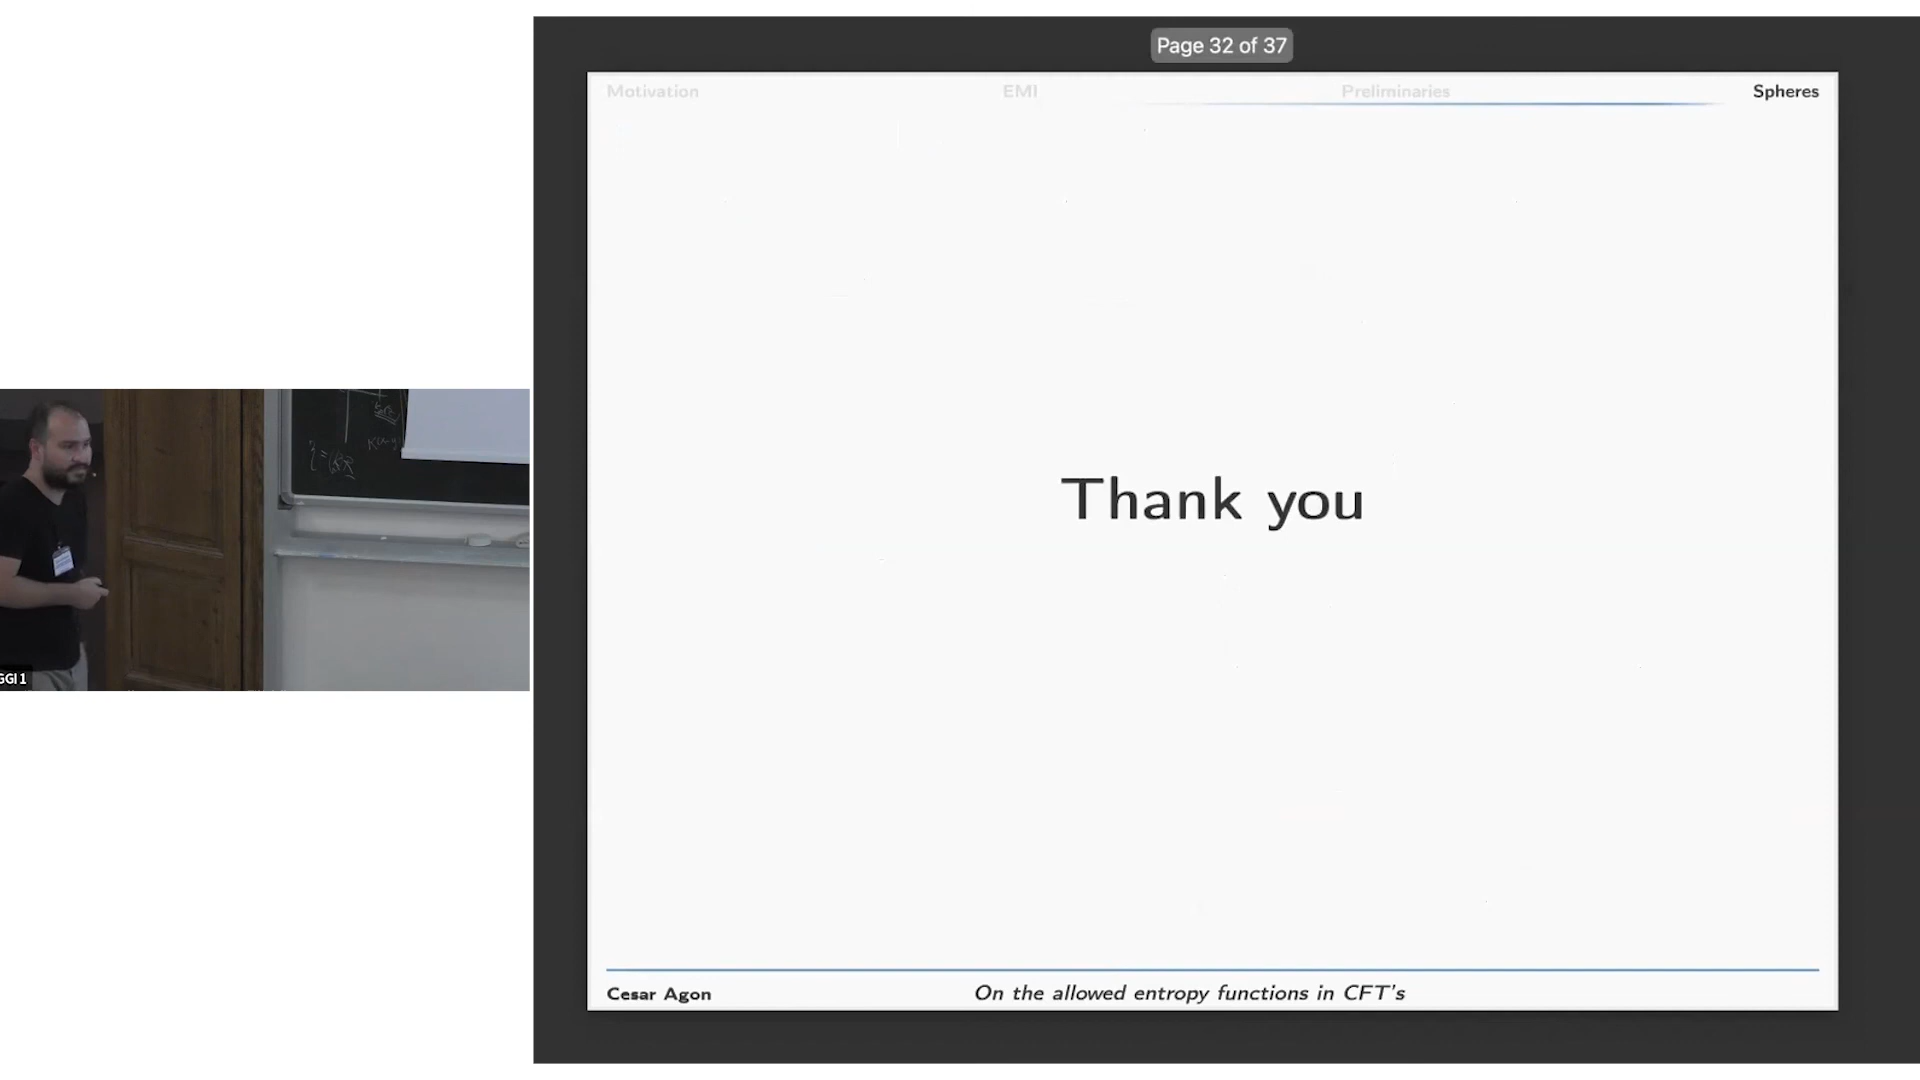 Page 32 of 37
Motivation EMI Preliminaries Spheres
Thank you
Cesar Agon On the allowed entropy functions in CFT's
GGI 1